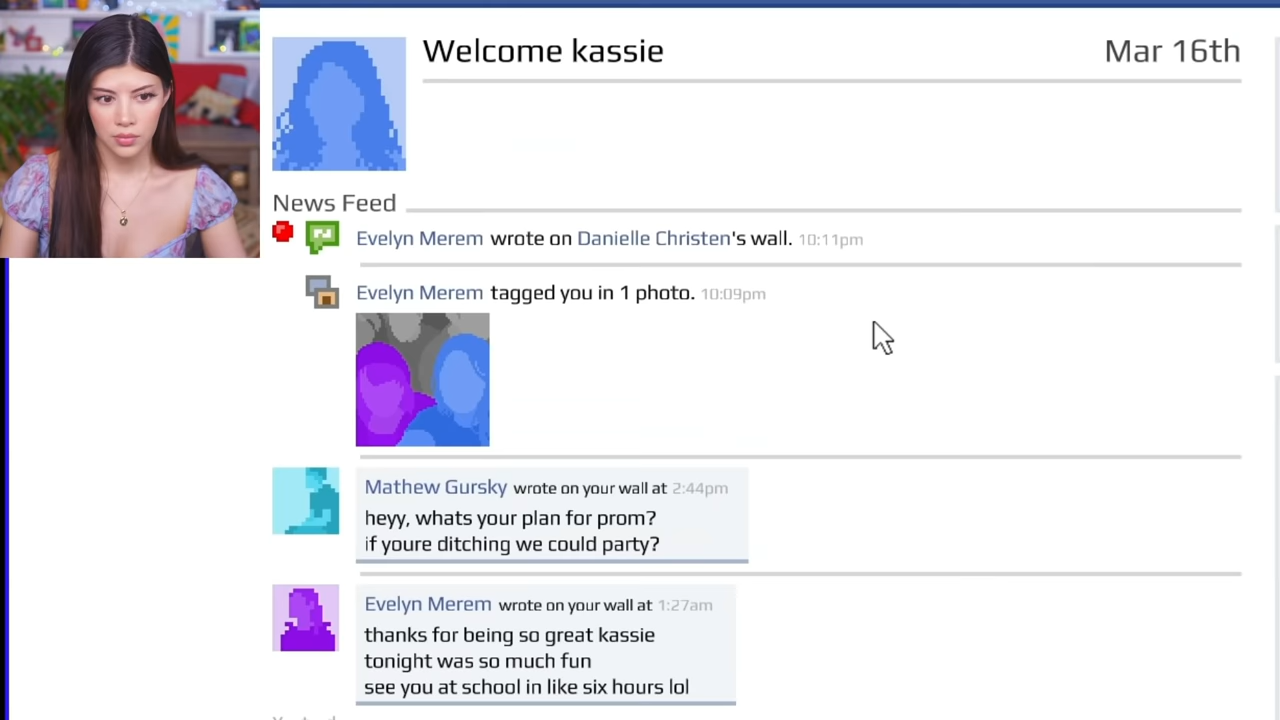 Welcome kassie
Mar 16th
News Feed
Evelyn Merem wrote on Danielle Christen's wall. 10:11pm
Evelyn Merem tagged you in 1 photo. 10:09pm
Mathew Gursky wrote on your wall at 2:44pm
heyy, whats your plan for prom?
if youre ditching we could party?
Evelyn Merem wrote on your wall at 1:27am
thanks for being so great kassie
tonight was so much fun
see you at school in like six hours lol